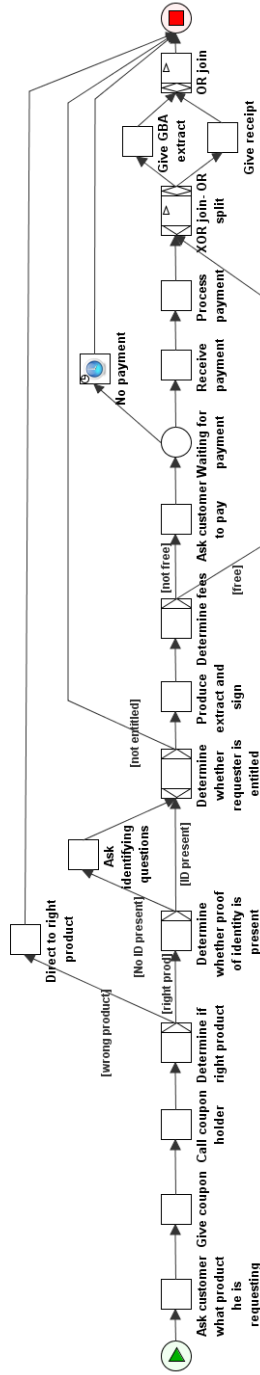 Ask customer
what product
he is
requesting
Give coupon
Call coupon
holder
Determine if
right product
[wrong product]
Direct to right
product
[right prod
Determine
whether proof
of identity is
present
[No ID present]
Ask
identifying
questions
[ID present]
Determine
whether
requester is
entitled
[not entitled]
Produce
extract and
sign
Determine fees
[not free]
[free]
Ask customer
to pay
Waiting for
payment
No payment
Receive
payment
Process
payment
XOR join- OR
split
Give GBA
extract
Give receipt
OR join